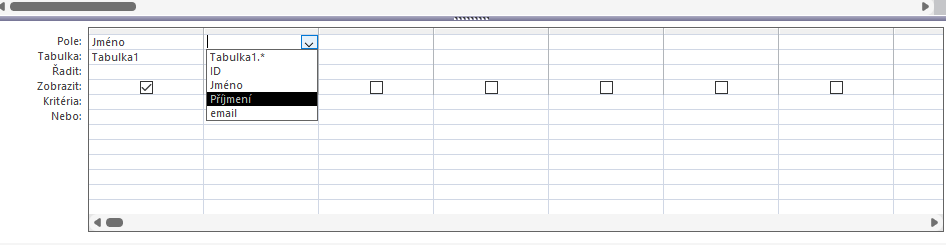 Pole: Jméno
Tabulka: Tabulka1 Tabulka1.*
Řadit: ID
Zobrazit: Jméno
Kritéria: Příjmení
Nebo: email